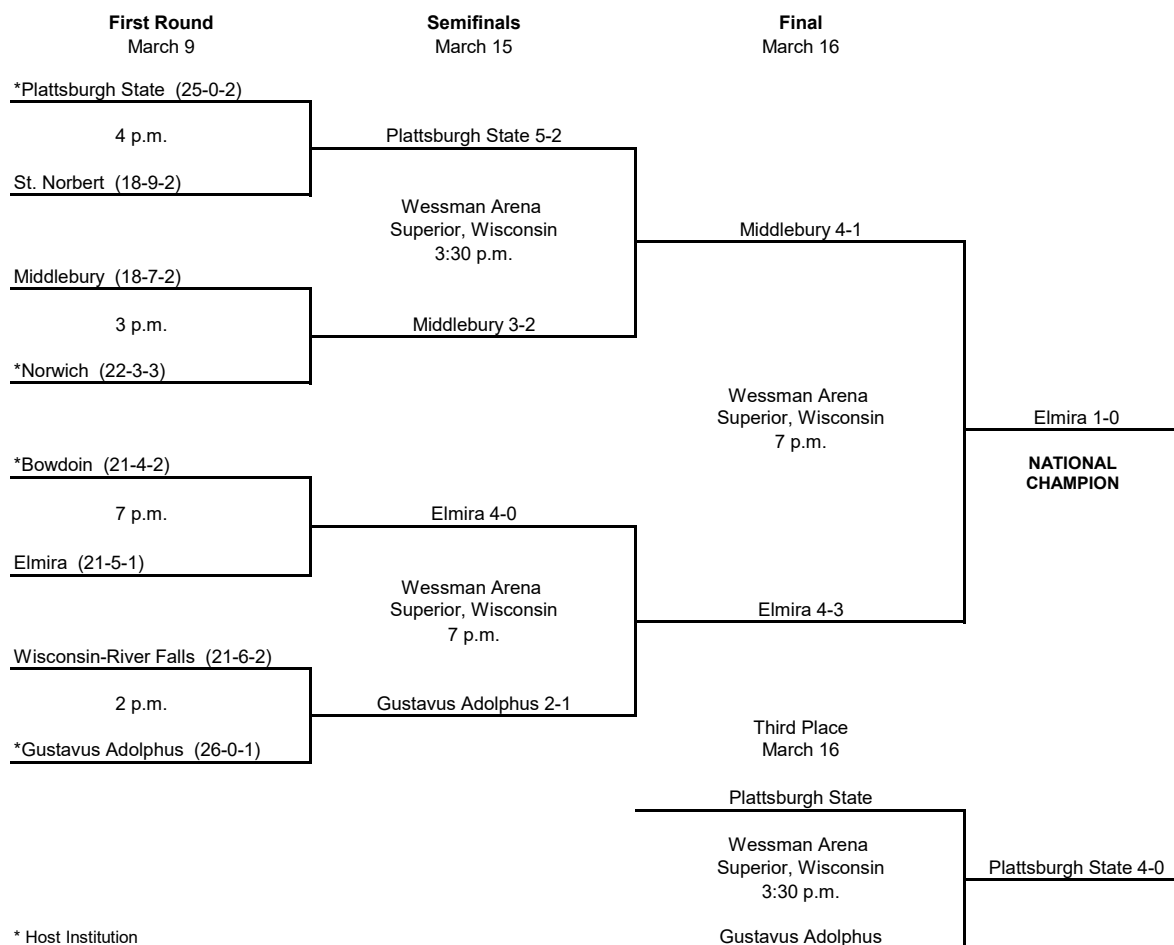 First Round
March 9
Semifinals
March 15
Final
March 16
*Plattsburgh State (25-0-2)
4 p.m.
St. Norbert (18-9-2)
Middlebury (18-7-2)
3 p.m.
*Norwich (22-3-3)
*Bowdoin (21-4-2)
7 p.m.
Elmira (21-5-1)
Wisconsin-River Falls (21-6-2)
2 p.m.
*Gustavus Adolphus (26-0-1)
Plattsburgh State 5-2
Wessman Arena
Superior, Wisconsin
3:30 p.m.
Middlebury 3-2
Elmira 4-0
Wessman Arena
Superior, Wisconsin
7 p.m.
Gustavus Adolphus 2-1
Middlebury 4-1
Wessman Arena
Superior, Wisconsin
7 p.m.
Elmira 4-3
Elmira 1-0
NATIONAL
CHAMPION
Third Place
March 16
Plattsburgh State
Wessman Arena
Superior, Wisconsin
3:30 p.m.
Gustavus Adolphus
Plattsburgh State 4-0
* Host Institution